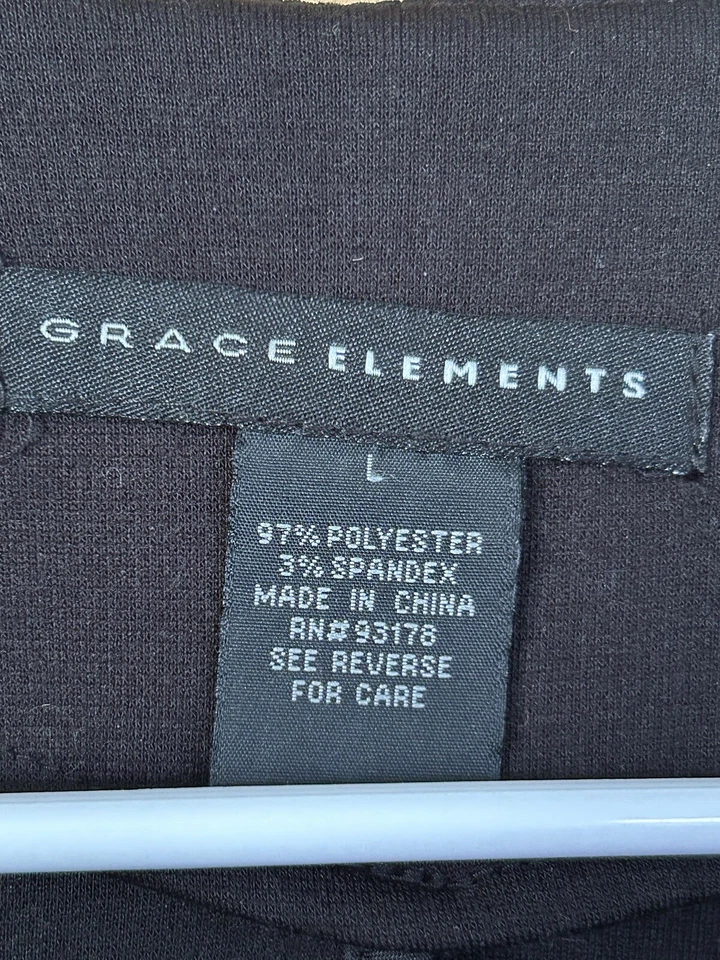 GRACE ELEMENTS
L
97% POLYESTER
3% SPANDEX
MADE IN CHINA
RN# 93178
SEE REVERSE
FOR CARE